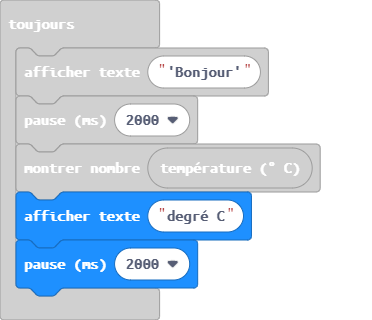 toujours
afficher texte "'Bonjour'"
pause (ms) 2000
montrer nombre température (° C)
afficher texte "degré C"
pause (ms) 2000